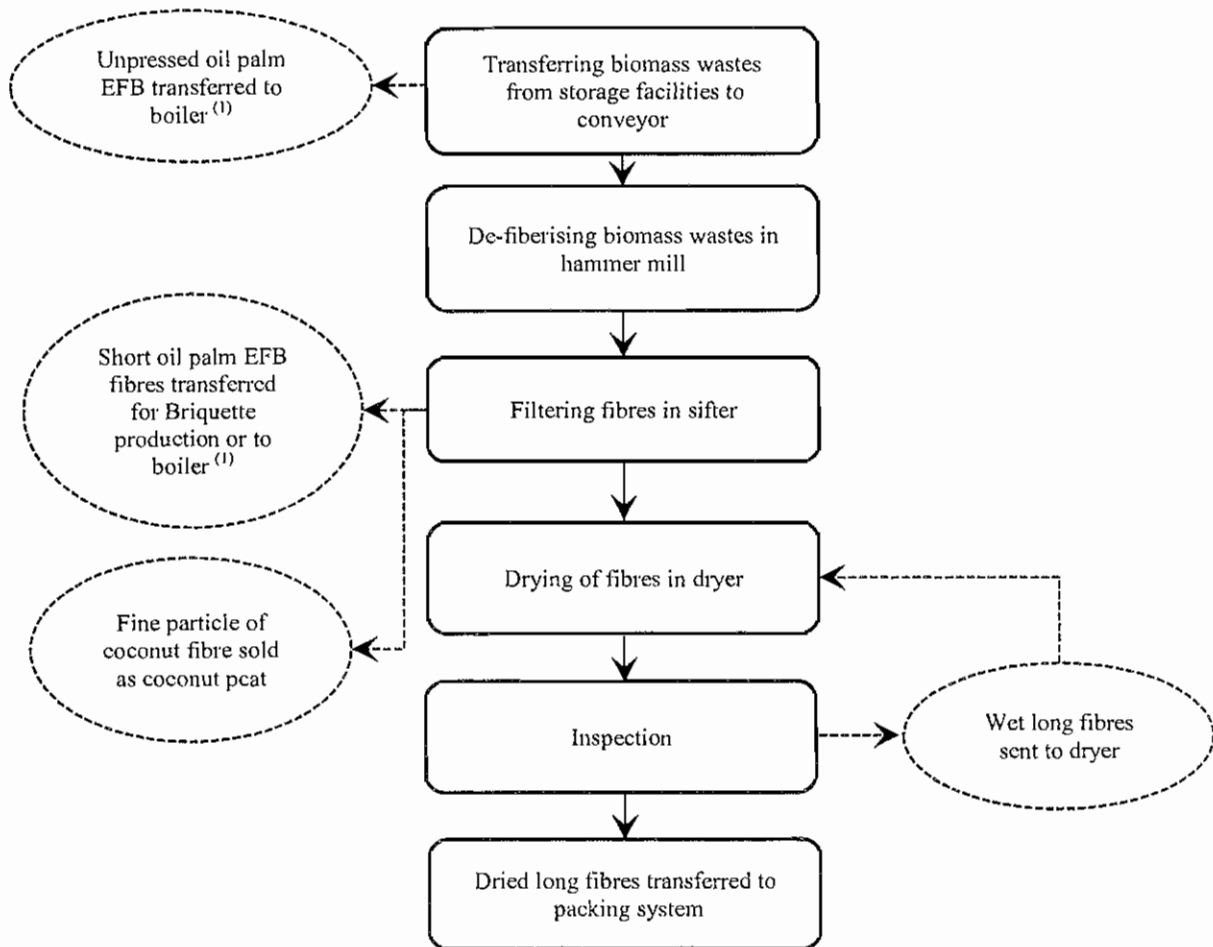 Unpressed oil palm
EFB transferred to
boiler (1)
Transferring biomass wastes
from storage facilities to
conveyor
De-fiberising biomass wastes in
hammer mill
Short oil palm EFB
fibres transferred
for Briquette
production or to
boiler (1)
Filtering fibres in sifter
Drying of fibres in dryer
Fine particle of
coconut fibre sold
as coconut peat
Inspection
Wet long fibres
sent to dryer
Dried long fibres transferred to
packing system